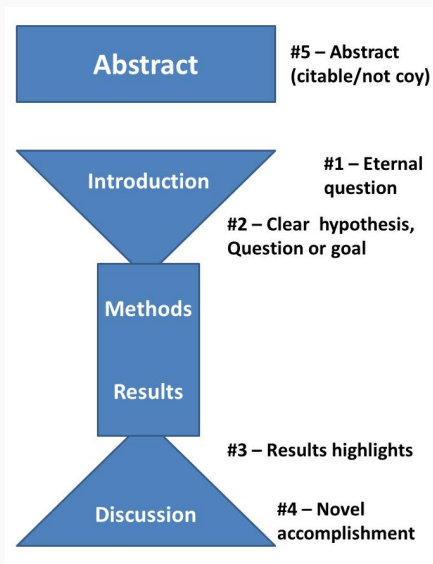 Abstract
#5 – Abstract
(citable/not coy)
Introduction
#1 – Eternal
question
#2 – Clear hypothesis,
Question or goal
Methods
Results
#3 – Results highlights
Discussion
#4 – Novel
accomplishment